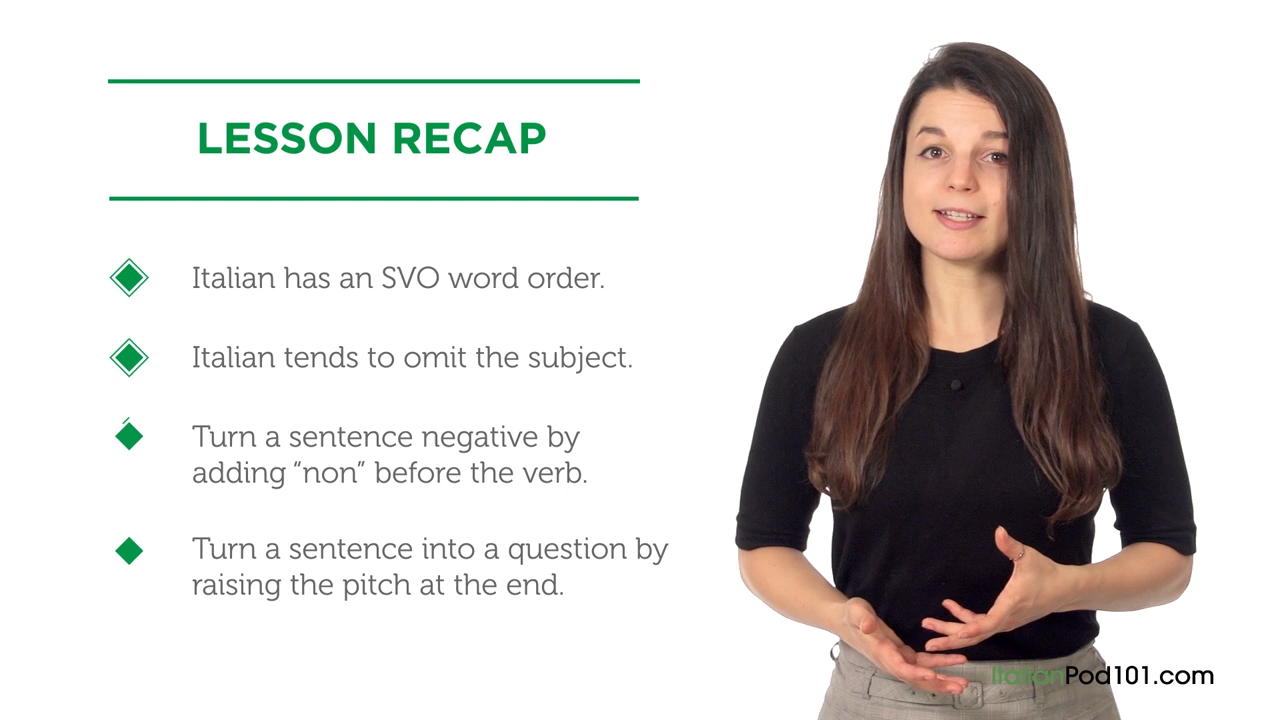 LESSON RECAP
Italian has an SVO word order.
Italian tends to omit the subject.
Turn a sentence negative by
adding “non” before the verb.
Turn a sentence into a question by
raising the pitch at the end.
ItalianPod101.com